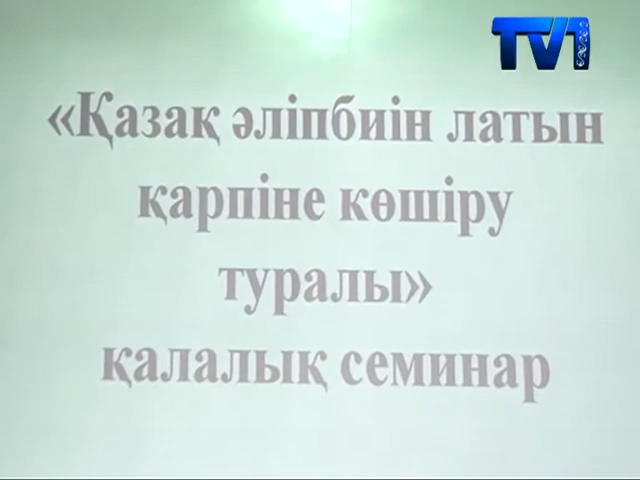 TV1
«Қазақ әліпбиін латын
қарпіне көшіру
туралы»
қалалық семинар